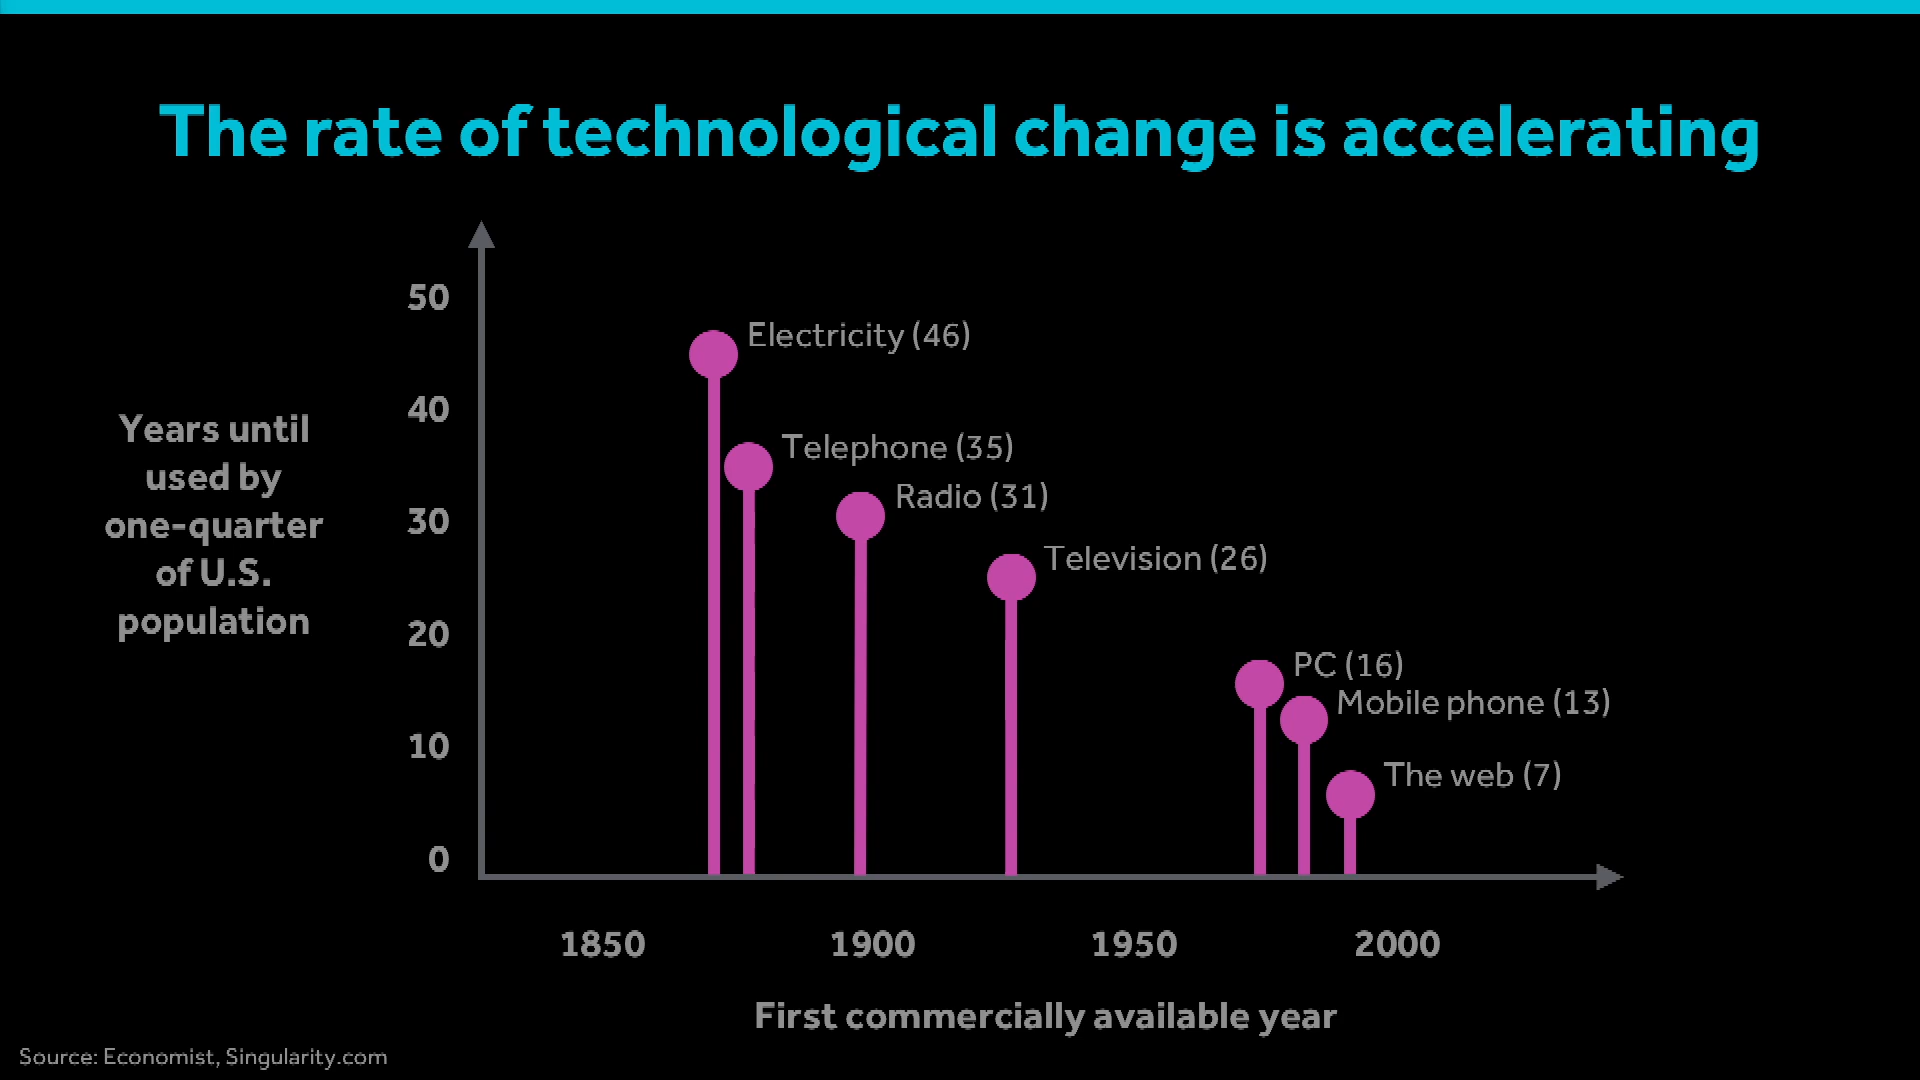 The rate of technological change is accelerating
Years until
used by
one-quarter
of U.S.
population
50
40
30
20
10
0
Electricity (46)
Telephone (35)
Radio (31)
Television (26)
PC (16)
Mobile phone (13)
The web (7)
1850 1900 1950 2000
First commercially available year
Source: Economist, Singularity.com